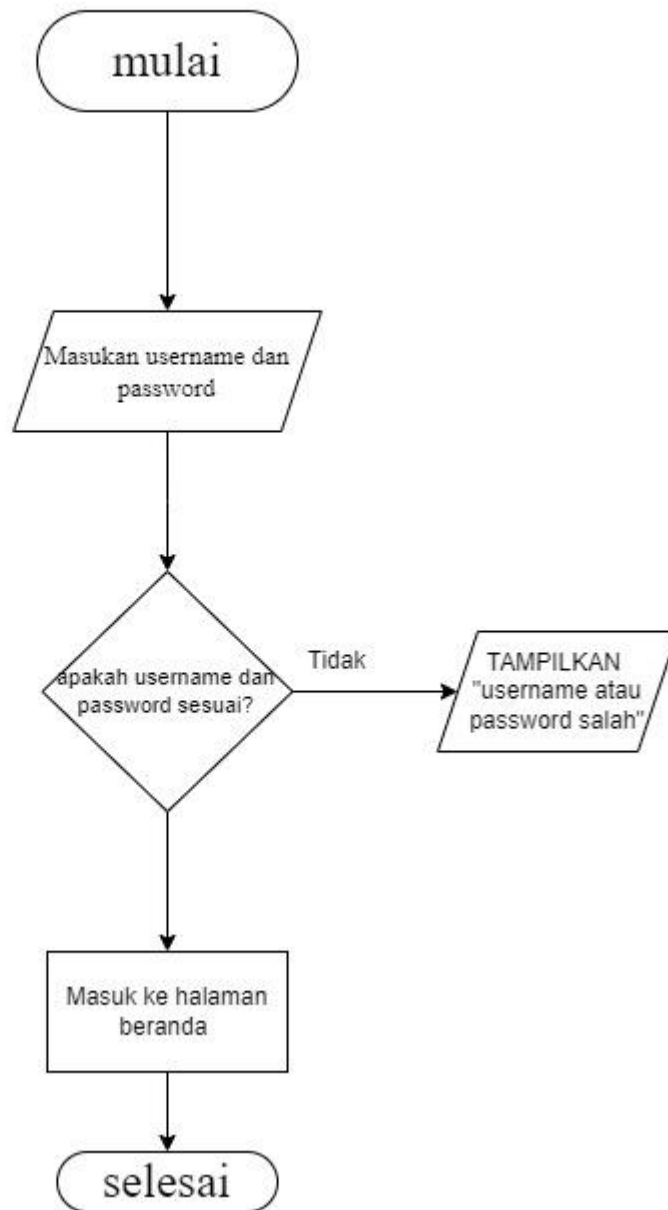 mulai
Masukan username dan
password
apakah username dan
password sesuai?
Tidak
TAMPILKAN
"username atau
password salah"
Masuk ke halaman
beranda
selesai